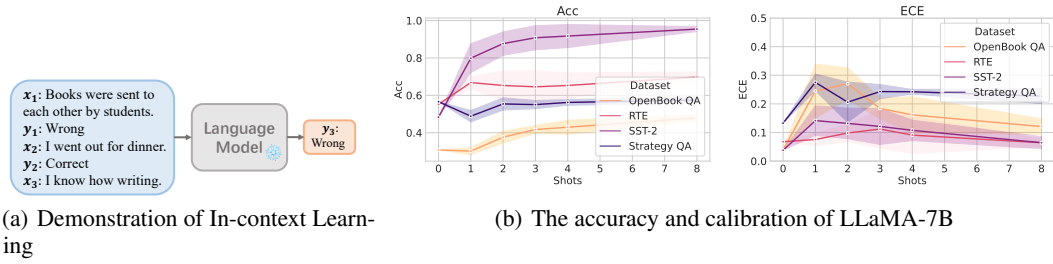 x₁: Books were sent to
each other by students.
y₁: Wrong
x₂: I went out for dinner.
y₂: Correct
x₃: I know how writing.
Language
Model
y₃:
Wrong
(a) Demonstration of In-context Learn-
ing
Acc
1.0
0.8
0.6
0.4
Acc
0 1 2 3 4 5 6 7 8
Shots
Dataset
OpenBook QA
RTE
SST-2
Strategy QA
ECE
0.5
0.4
0.3
0.2
0.1
0.0
ECE
0 1 2 3 4 5 6 7 8
Shots
Dataset
OpenBook QA
RTE
SST-2
Strategy QA
(b) The accuracy and calibration of LLaMA-7B